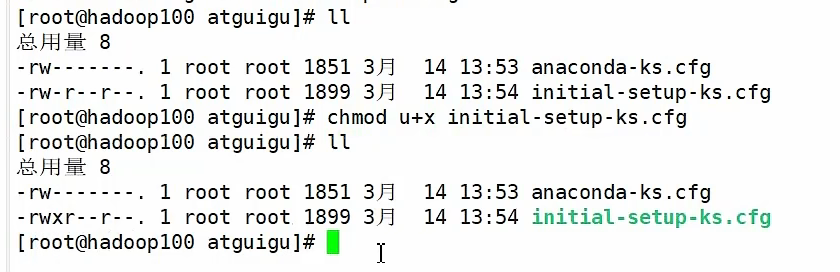 [root@hadoop100 atguigu]# ll
总用量 8
-rw-------. 1 root root 1851 3月  14 13:53 anaconda-ks.cfg
-rw-r--r--. 1 root root 1899 3月  14 13:54 initial-setup-ks.cfg
[root@hadoop100 atguigu]# chmod u+x initial-setup-ks.cfg
[root@hadoop100 atguigu]# ll
总用量 8
-rw-------. 1 root root 1851 3月  14 13:53 anaconda-ks.cfg
-rwxr--r--. 1 root root 1899 3月  14 13:54 initial-setup-ks.cfg
[root@hadoop100 atguigu]#